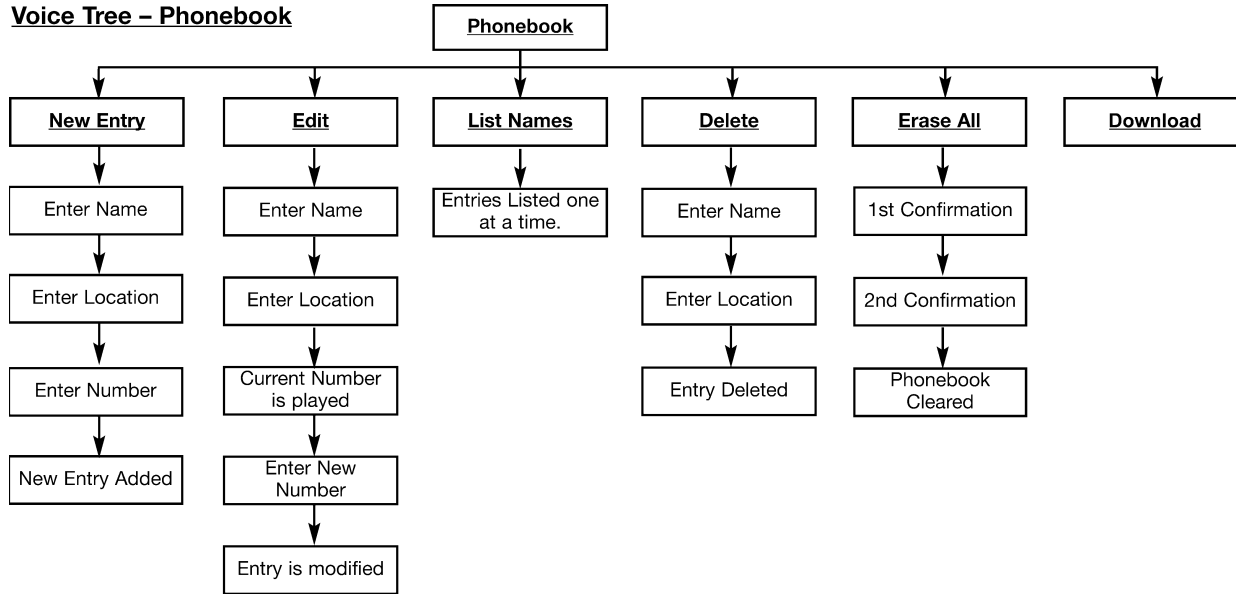 Voice Tree – Phonebook
Phonebook
New Entry
Edit
List Names
Delete
Erase All
Download
Enter Name
Enter Name
Entries Listed one
at a time.
Enter Name
1st Confirmation
Enter Location
Enter Location
Enter Location
2nd Confirmation
Enter Number
Current Number
is played
Entry Deleted
Phonebook
Cleared
New Entry Added
Enter New
Number
Entry is modified